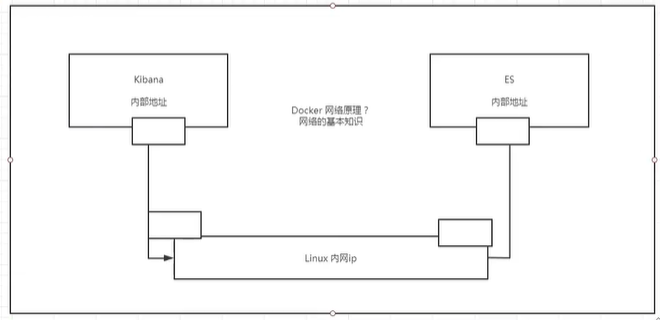 Kibana
内部地址
Docker 网络原理？
网络的基本知识
ES
内部地址
Linux 内网ip